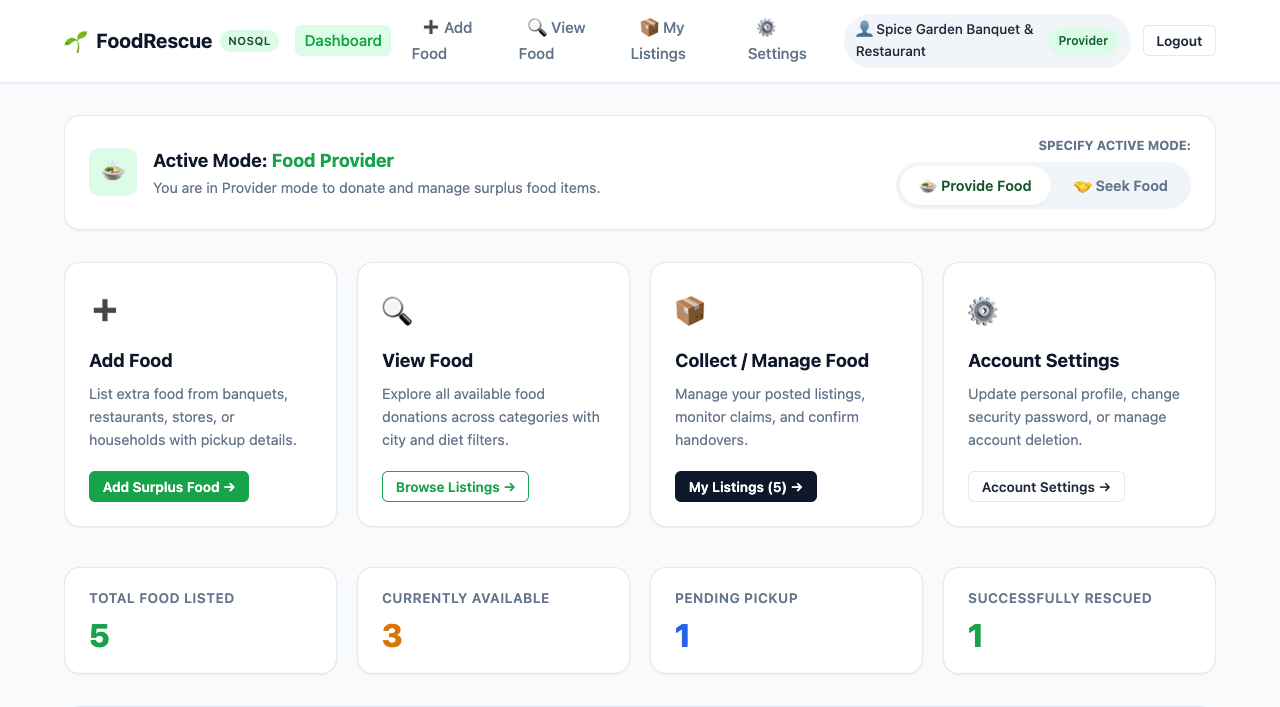 FoodRescue NOSQL
Dashboard
Add
Food
View
Food
My
Listings
Settings
Spice Garden Banquet &
Restaurant
Provider
Logout
Active Mode: Food Provider
You are in Provider mode to donate and manage surplus food items.
SPECIFY ACTIVE MODE:
Provide Food
Seek Food
Add Food
List extra food from banquets,
restaurants, stores, or
households with pickup details.
Add Surplus Food →
View Food
Explore all available food
donations across categories with
city and diet filters.
Browse Listings →
Collect / Manage Food
Manage your posted listings,
monitor claims, and confirm
handovers.
My Listings (5) →
Account Settings
Update personal profile, change
security password, or manage
account deletion.
Account Settings →
TOTAL FOOD LISTED
5
CURRENTLY AVAILABLE
3
PENDING PICKUP
1
SUCCESSFULLY RESCUED
1